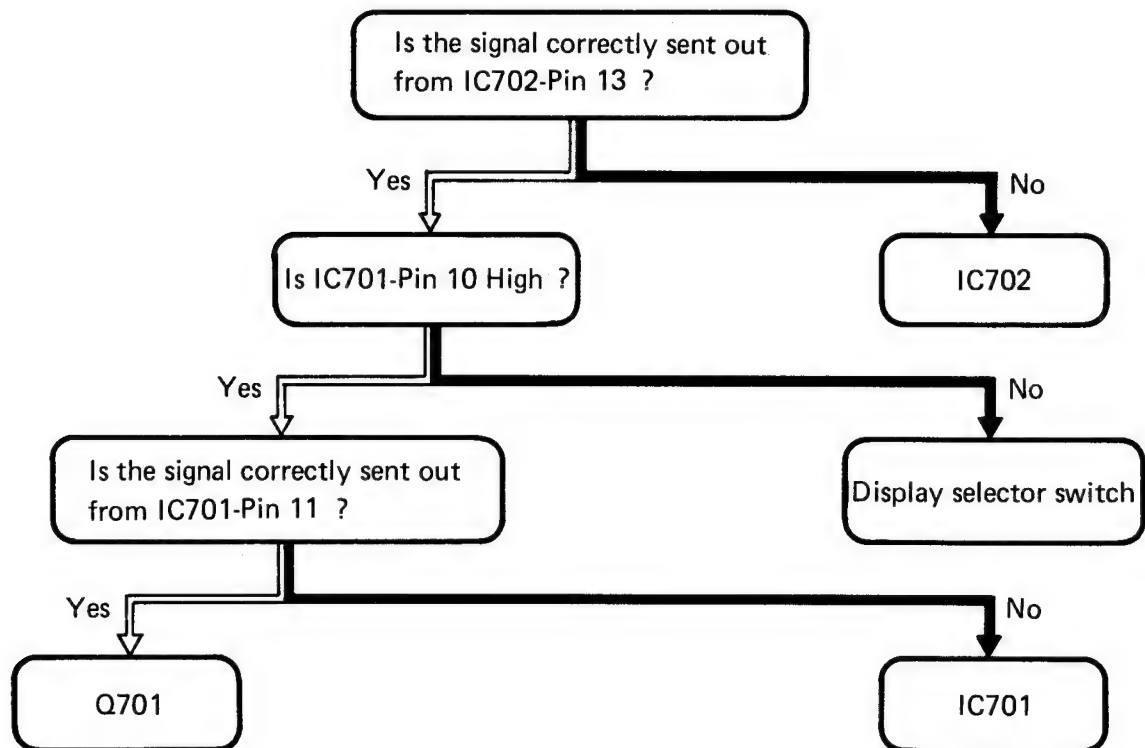 Is the signal correctly sent out
from IC702-Pin 13 ?
Yes
No
Is IC701-Pin 10 High ?
IC702
Yes
No
Is the signal correctly sent out
from IC701-Pin 11 ?
Display selector switch
Yes
No
Q701
IC701